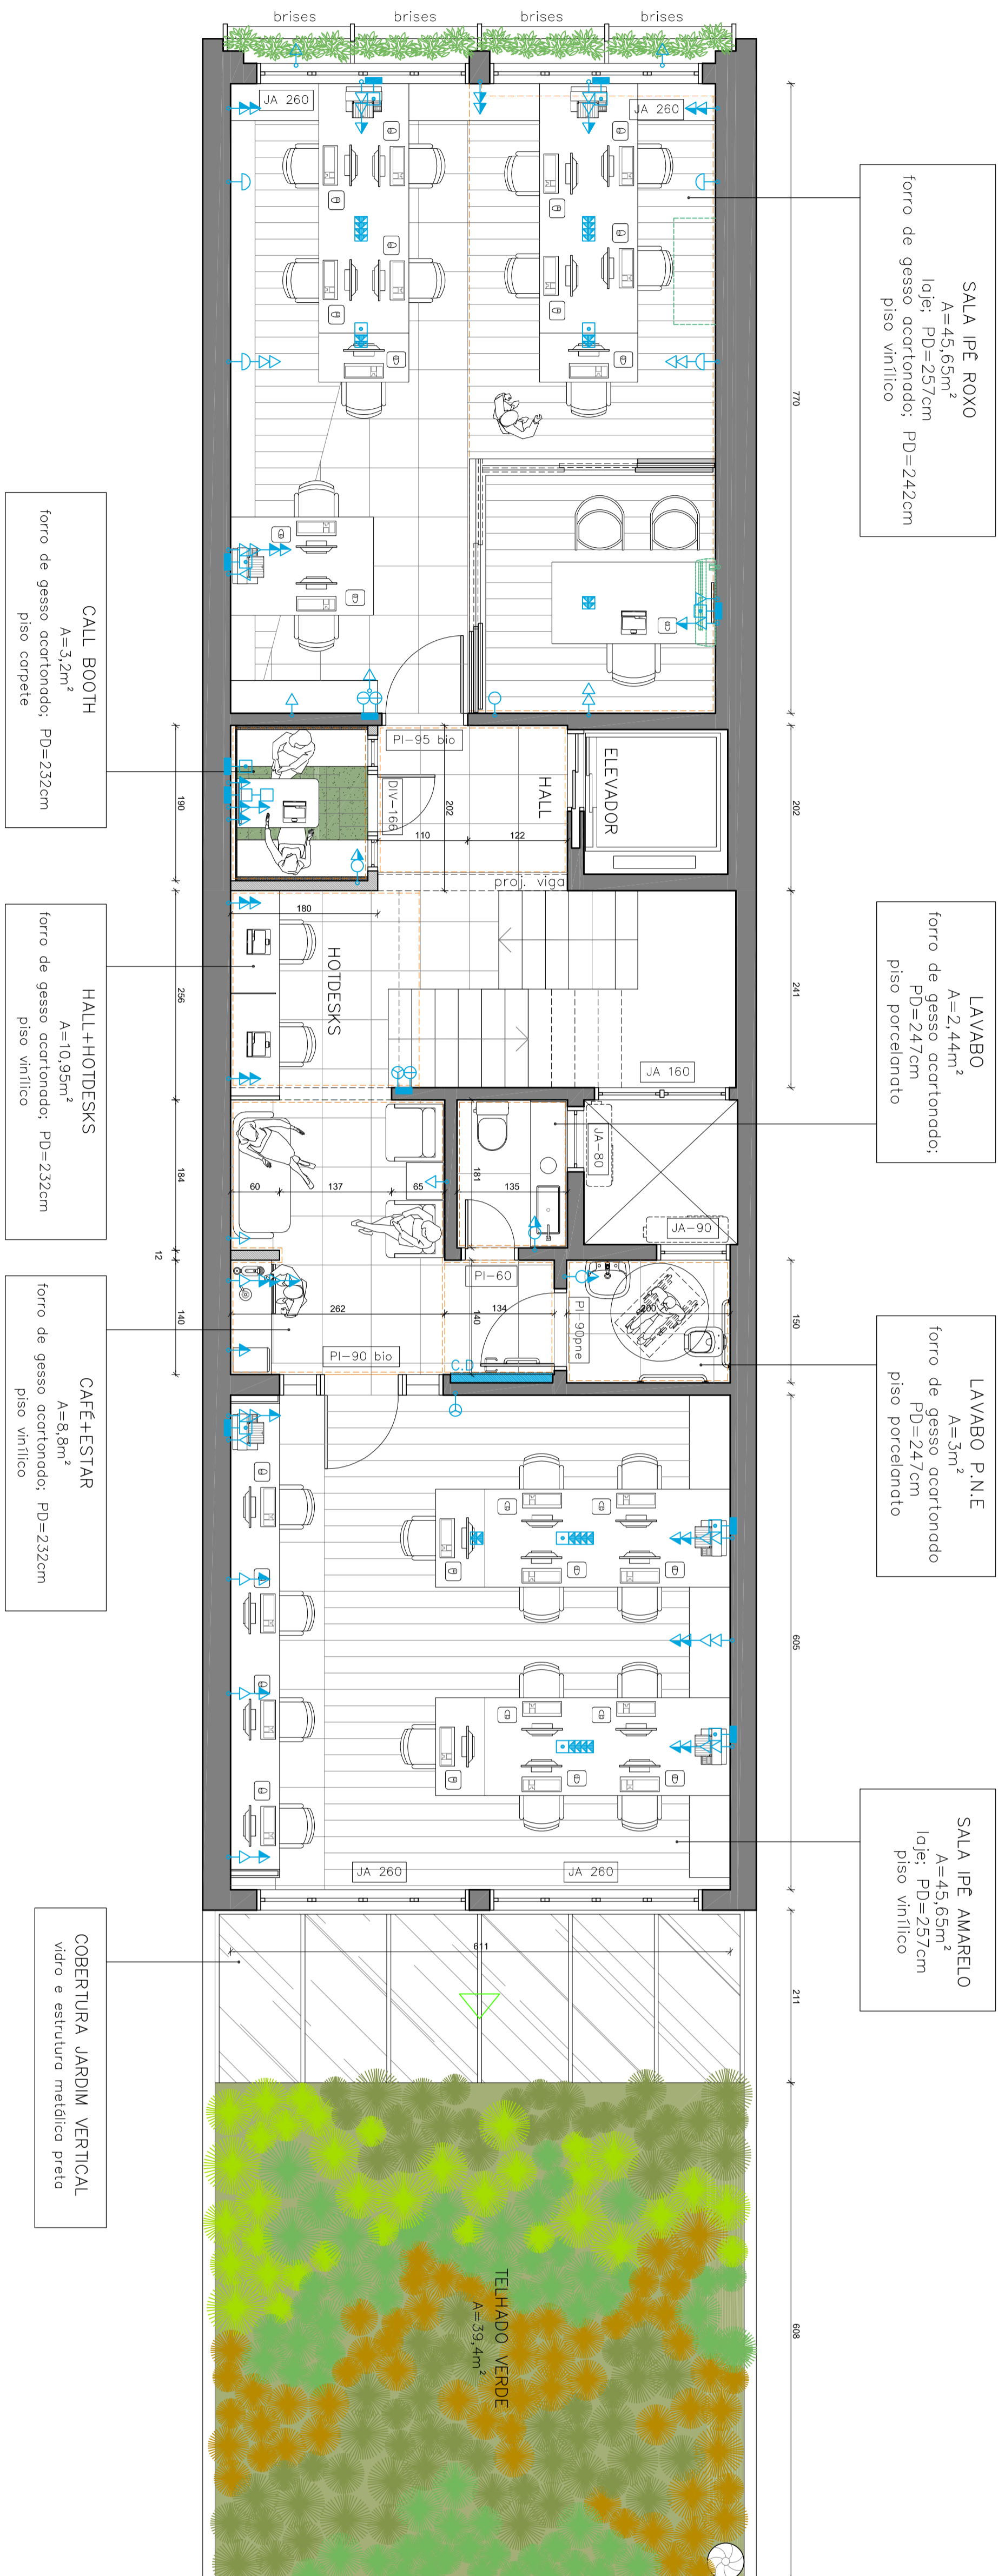 brises
brises
brises
brises
JA 260
JA 260
SALA IPÊ ROXO
A=45,65m²
laje; PD=257cm
forro de gesso acartonado; PD=242cm
piso vinílico
770
CALL BOOTH
A=3,2m²
forro de gesso acartonado; PD=232cm
piso carpete
PI-95 bio
DIV-166
HALL
ELEVADOR
202
110
122
190
202
proj. viga
180
HOTDESKS
HALL+HOTDESKS
A=10,95m²
forro de gesso acartonado; PD=232cm
piso vinílico
256
241
LAVABO
A=2,44m²
forro de gesso acartonado;
PD=247cm
piso porcelanato
JA 160
JA-80
JA-90
181
135
60
137
65
184
12
PI-60
PI-90pne
200
262
134
140
140
150
PI-90 bio
C.D
LAVABO P.N.E
A=3m²
forro de gesso acartonado
PD=247cm
piso porcelanato
CAFÉ+ESTAR
A=8,8m²
forro de gesso acartonado; PD=232cm
piso vinílico
605
SALA IPÊ AMARELO
A=45,65m²
laje; PD=257cm
piso vinílico
JA 260
JA 260
COBERTURA JARDIM VERTICAL
vidro e estrutura metálica preta
611
211
TELHADO VERDE
A=39,4m²
608